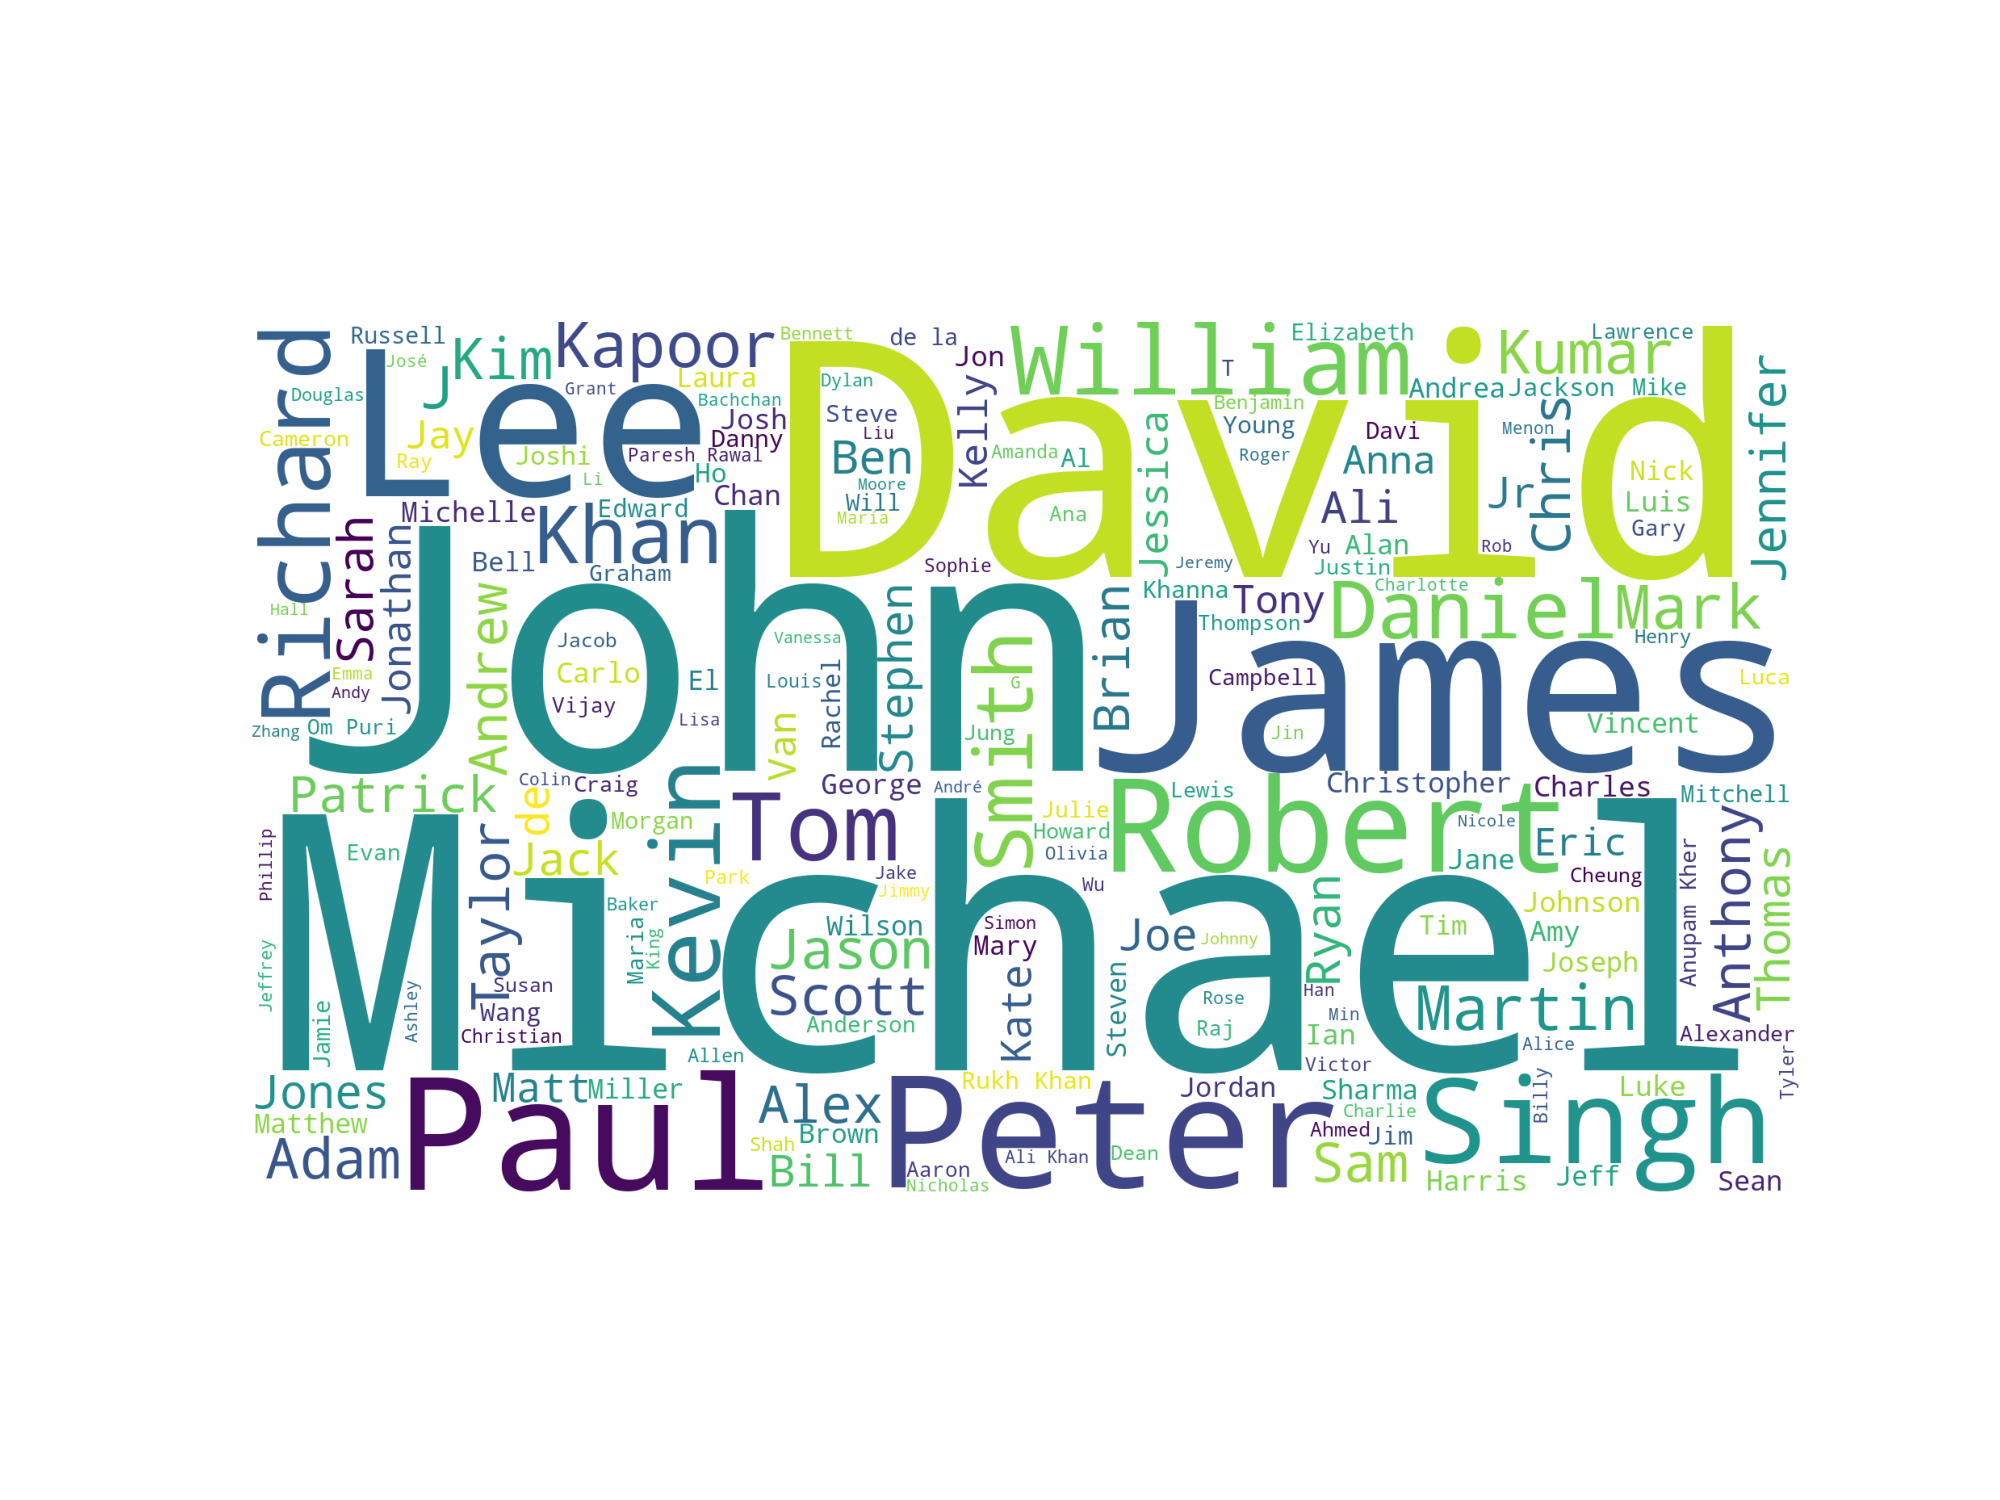 Richard
Russell
José
Douglas
Cameron
Ray
Lee
J
Kim
Jay
Kapoor
Grant
Joshi
Li
Laura
Bachchan
Josh
Danny
Paresh Rawal
Ho
Chan
Bennett
de la
Dylan
Steve
Liu
Ben
Moore
Will
Maria
David
Jon
Kelly
William
Amanda
Al
Ana
Jessica
T
Benjamin
Young
Roger
Elizabeth
Davi
Anna
Ali
Yu
Alan
Justin
Andrea
Jackson
Mike
Kumar
Lawrence
Menon
Jr
Rob
Chris
Nick
Luis
Gary
Jennifer
Michelle
Edward
Khan
Bell
Graham
Sarah
Jonathan
Hall
Emma
Andy
Zhang
Om Puri
John
Andrew
Jacob
Carlo
Vijay
El
Lisa
Vanessa
Louis
Van
Rachel
Stephen
Sophie
Jung
G
Smith
Brian
Jeremy
Khanna
Tony
Thompson
Campbell
Jin
James
Charlotte
Daniel
Mark
Henry
Luca
Vincent
Patrick
Colin
Craig
de
Morgan
Jack
Kevin
Tom
George
André
Julie
Howard
Olivia
Lewis
Robert
Christopher
Nicole
Charles
Eric
Jane
Cheung
Mitchell
Phillip
Evan
Taylor
Michael
Park
Jake
Jimmy
Wu
Baker
King
Maria
Wilson
Jason
Scott
Anderson
Simon
Mary
Kate
Joe
Johnny
Steven
Rose
Raj
Ryan
Han
Min
Ian
Victor
Tim
Johnson
Amy
Joseph
Martin
Alice
Anupam Kher
Anthony
Thomas
Alexander
Tyler
Jeffrey
Jamie
Ashley
Susan
Wang
Christian
Allen
Jones
Matthew
Adam
Paul
Matt
Miller
Alex
Shah
Brown
Bill
Peter
Aaron
Nicholas
Rukh Khan
Ali Khan
Dean
Jordan
Sharma
Charlie
Ahmed
Jim
Sam
Singh
Billy
Luke
Harris
Jeff
Sean